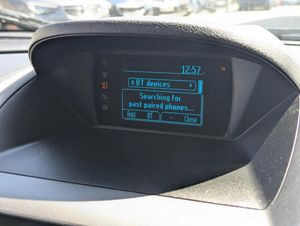 12:57
BT devices
Searching for
past paired phones...
Add BT - Close